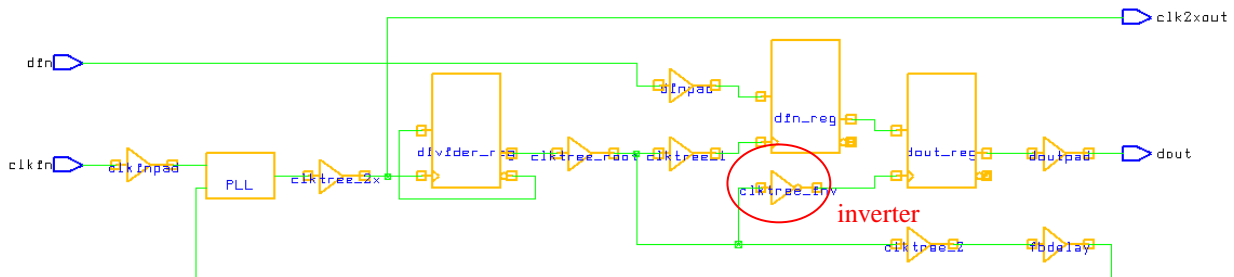 clk2xout
din
dinpad
din_reg
clkin
clkinpad
PLL
clktree_2x
divider_reg
clktree_root
clktree_1
dout_reg
doutpad
dout
clktree_inv
inverter
clktree_2
fbdelay